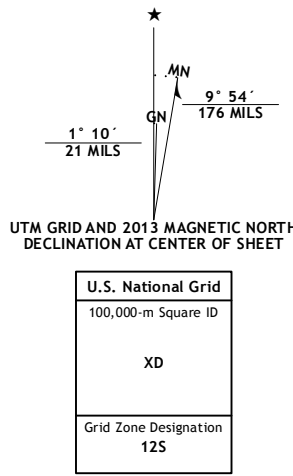 ★
MN
GN
1° 10´
21 MILS
9° 54´
176 MILS
UTM GRID AND 2013 MAGNETIC NORTH
DECLINATION AT CENTER OF SHEET
U.S. National Grid
100,000-m Square ID
XD
Grid Zone Designation
12S